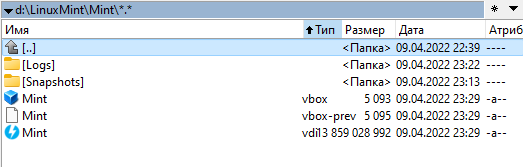 d:\LinuxMint\Mint\*.*
Имя Тип Размер Дата Атриб
[..] <Папка> 09.04.2022 22:39 ----
[Logs] <Папка> 09.04.2022 23:22 ----
[Snapshots] <Папка> 09.04.2022 23:13 ----
Mint vbox 5 093 09.04.2022 23:29 -a--
Mint vbox-prev 5 095 09.04.2022 23:29 -a--
Mint vdi 13 859 028 992 09.04.2022 23:29 -a--